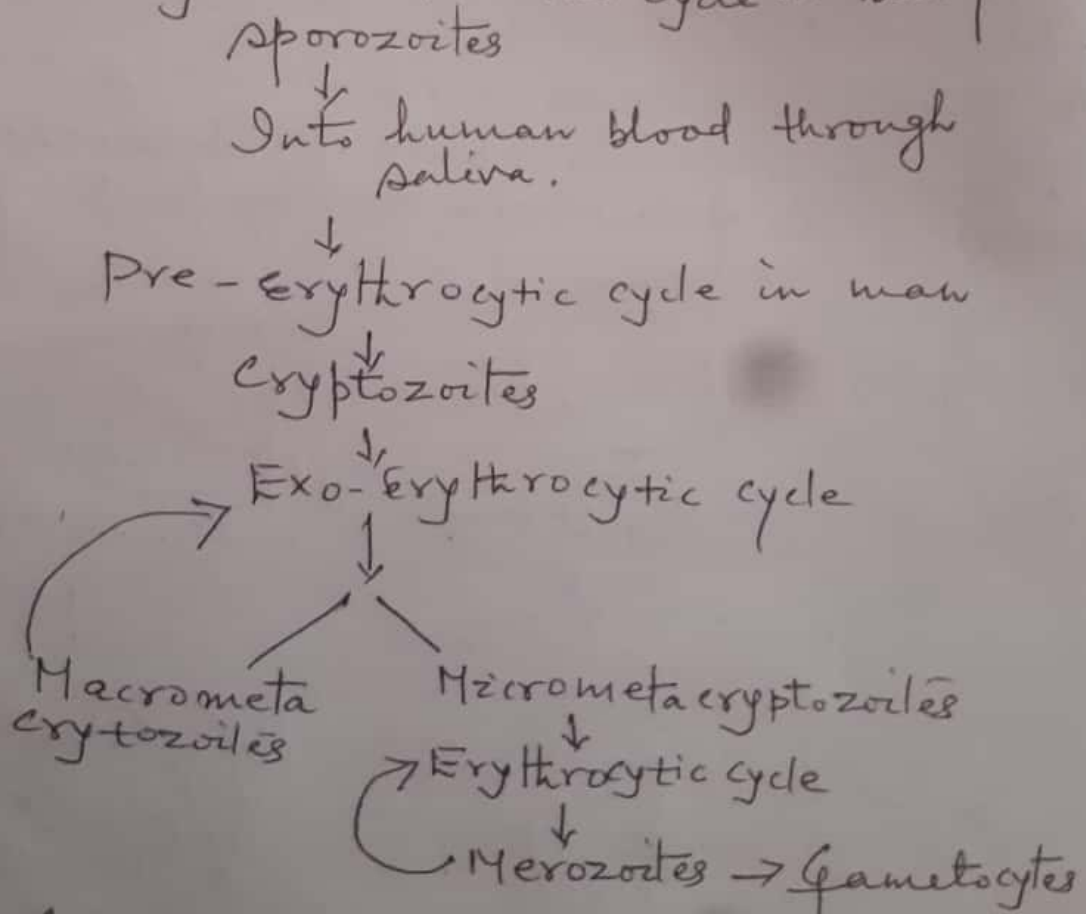 sporozoites
↓
Into human blood through
saliva.
↓
Pre-Erythrocytic cycle in man
↓
Cryptozoites
↓
Exo-Erythrocytic cycle
↓
Macrometa Micrometacryptozoites
crytozoites
↓
Erythrocytic cycle
↓
Merozoites → Gametocytes